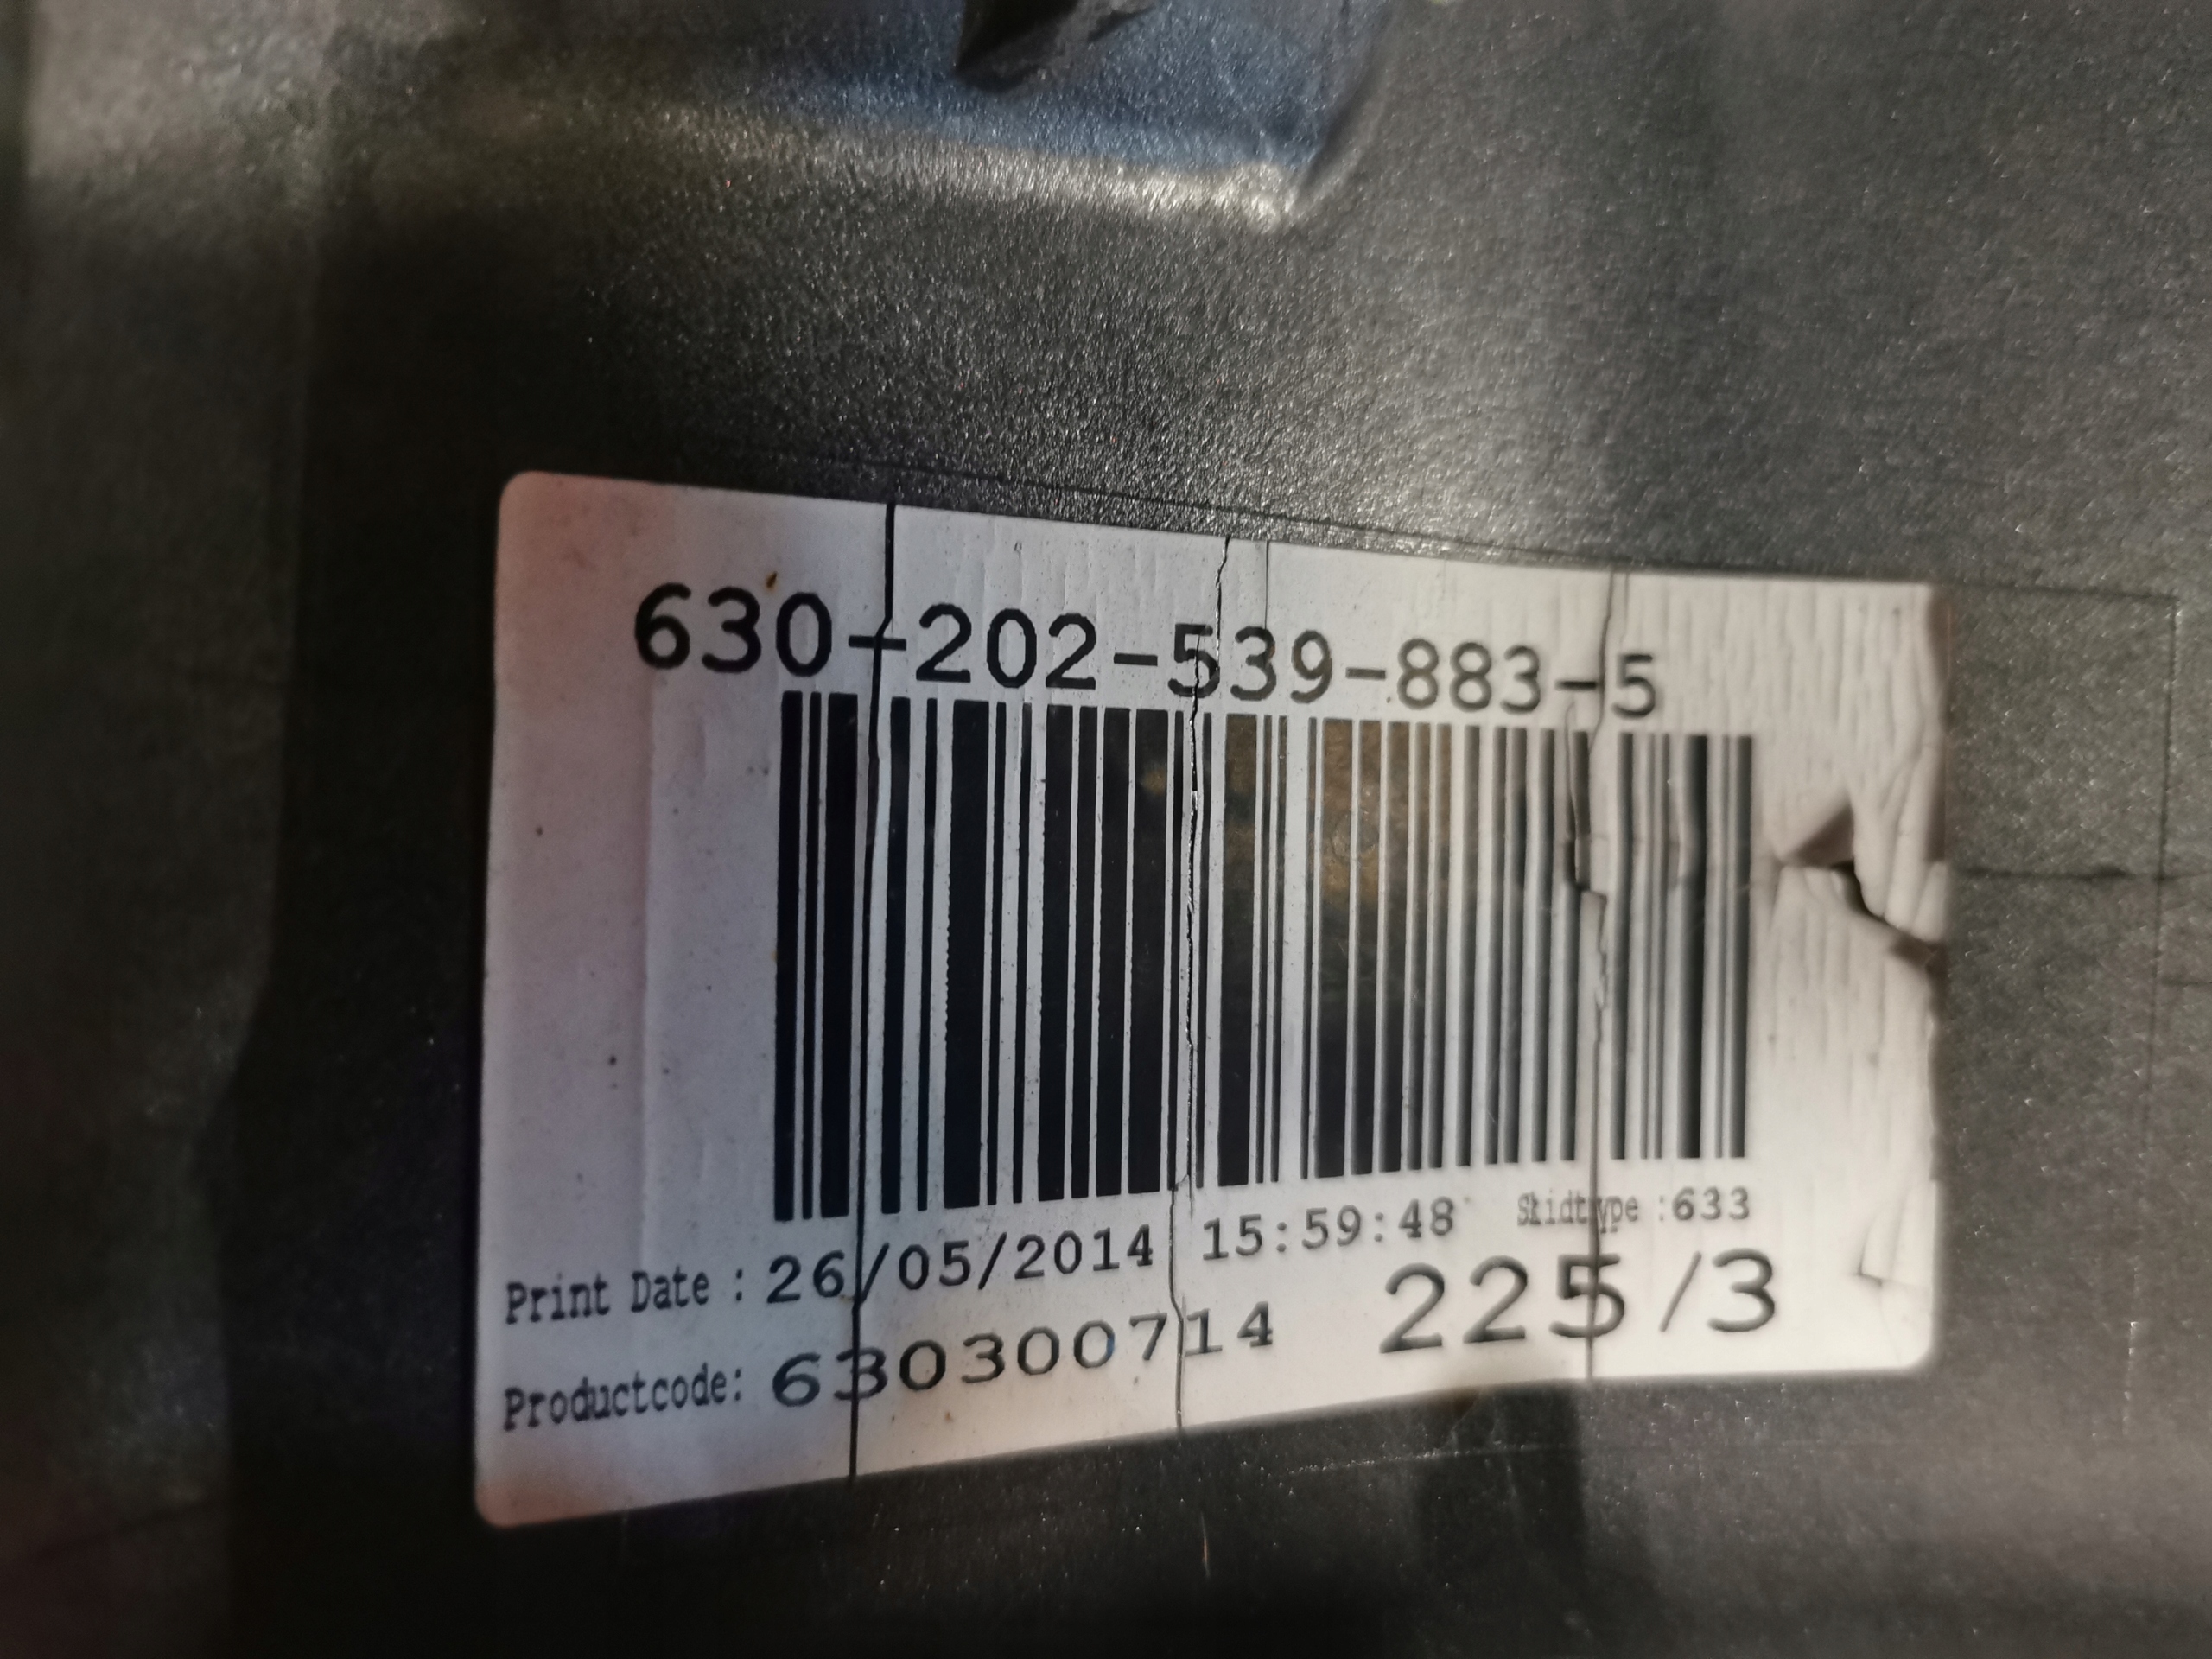 630-202-539-883-5
Print Date : 26/05/2014 15:59:48 Skidtype :633
Productcode: 630300714 225/3